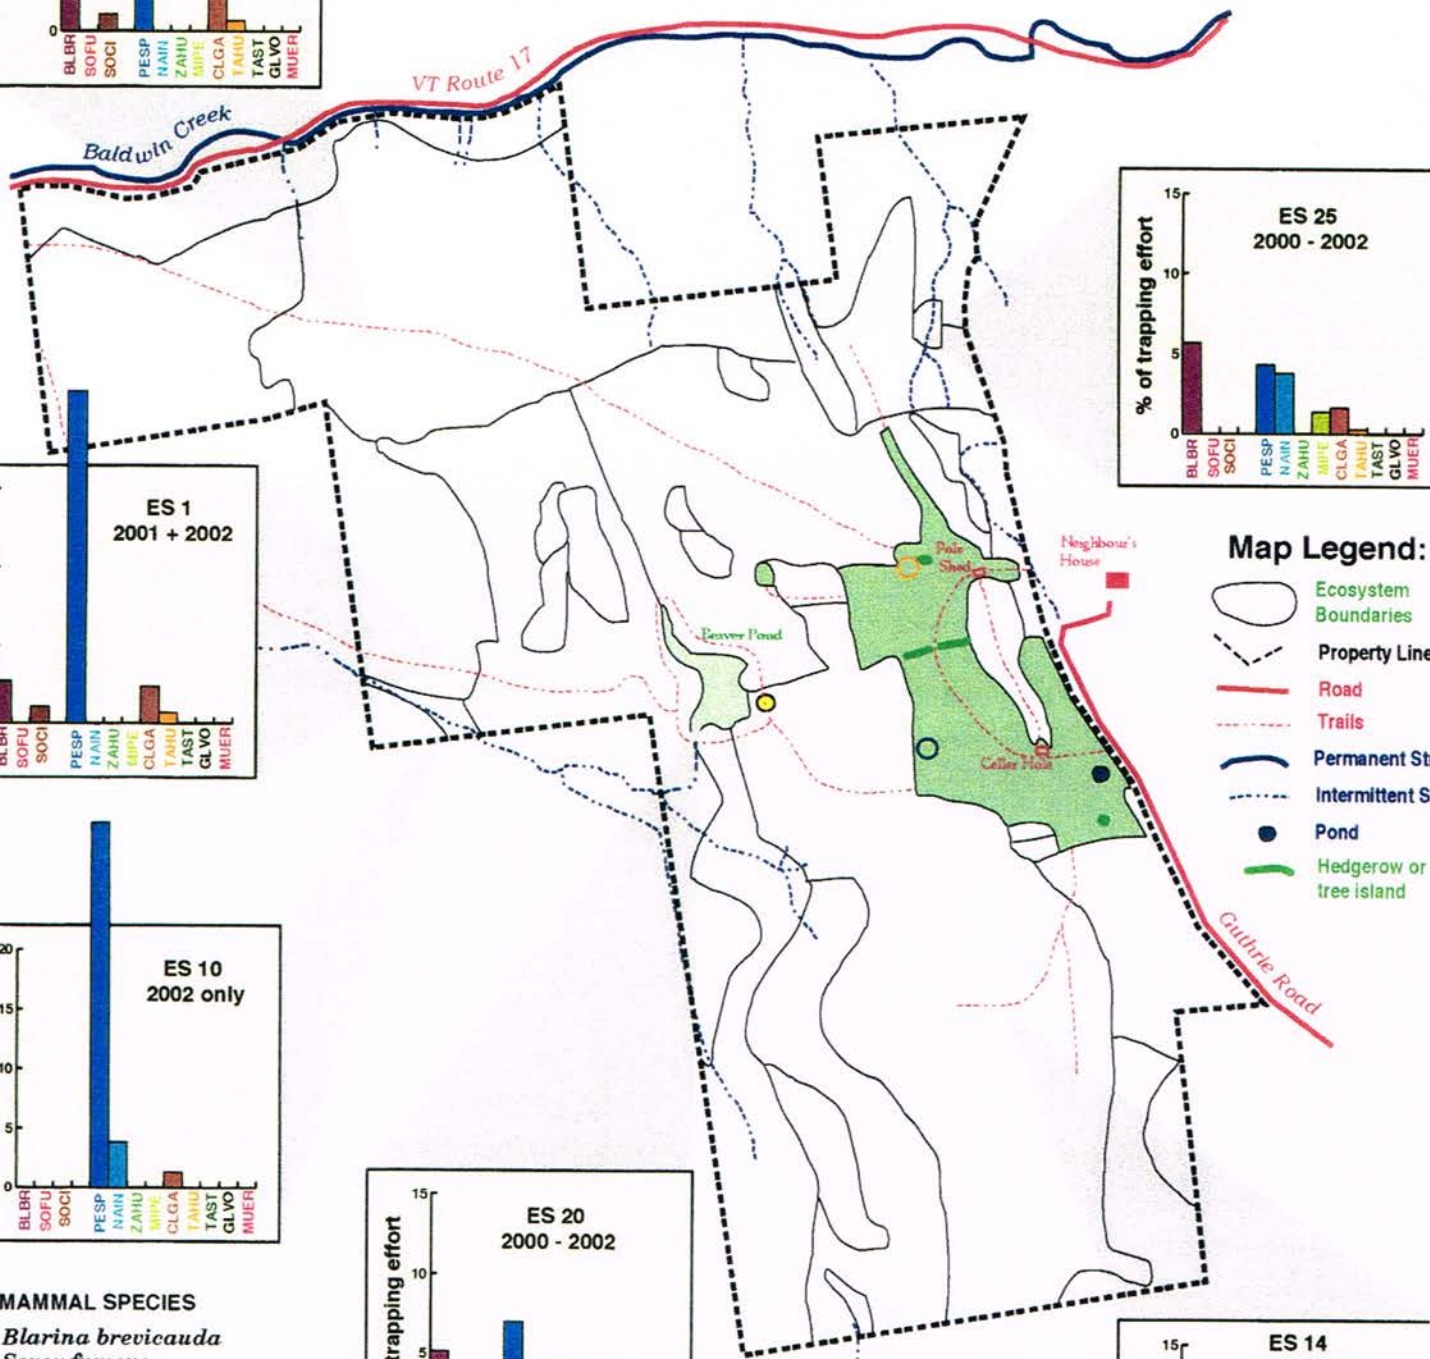 0
BLBR
SOFU
SOCI
PESP
NAIN
ZAHU
MIPE
CLGA
TAHU
TAST
GLVO
MUER
VT Route 17
Baldwin Creek
15
10
5
0
% of trapping effort
ES 25
2000 - 2002
BLBR
SOFU
SOCI
PESP
NAIN
ZAHU
MIPE
CLGA
TAHU
TAST
GLVO
MUER
ES 1
2001 + 2002
BLBR
SOFU
SOCI
PESP
NAIN
ZAHU
MIPE
CLGA
TAHU
TAST
GLVO
MUER
Pole
Shed
Neighbour's
House
Beaver Pond
Cellar Hole
Guthrie Road
Map Legend:
Ecosystem
Boundaries
Property Line
Road
Trails
Permanent St
Intermittent S
Pond
Hedgerow or
tree island
20
15
10
5
0
ES 10
2002 only
BLBR
SOFU
SOCI
PESP
NAIN
ZAHU
MIPE
CLGA
TAHU
TAST
GLVO
MUER
MAMMAL SPECIES
Blarina brevicauda
15
10
5
trapping effort
ES 20
2000 - 2002
15
ES 14